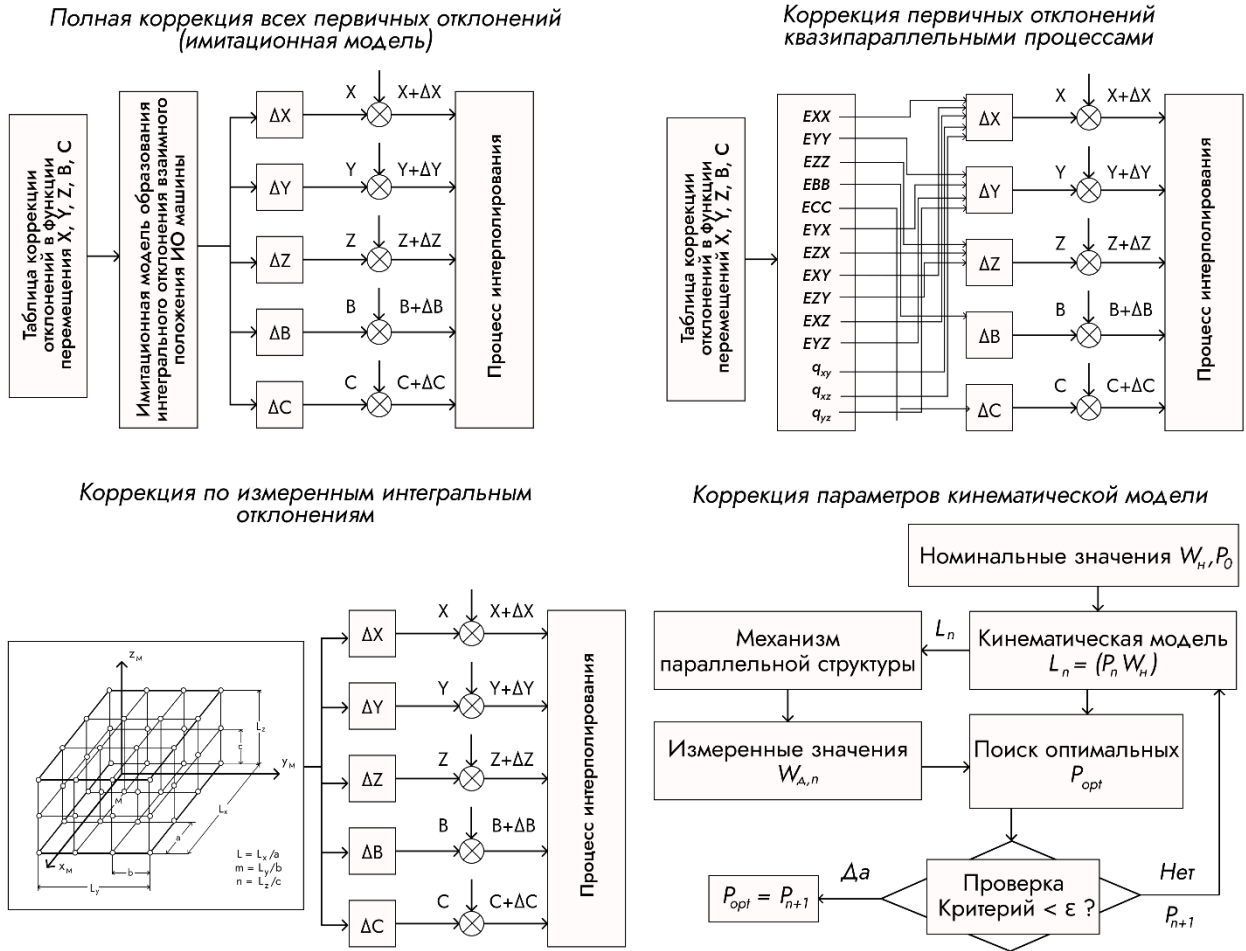 Полная коррекция всех первичных отклонений
(имитационная модель)
Таблица коррекции
отклонений в функции
перемещения X, Y, Z, B, C
Имитационная модель образования
интегрального отклонения взаимного
положения ИО машины
ΔX
X
X+ΔX
ΔY
Y
Y+ΔY
ΔZ
Z
Z+ΔZ
ΔB
B
B+ΔB
ΔC
C
C+ΔC
Процесс интерполирования
Коррекция первичных отклонений
квазипараллельными процессами
Таблица коррекции
отклонений в функции
перемещений X, Y, Z, B, C
EXX
EYY
EZZ
EBB
ECC
EYX
EZX
EXY
EZY
EXZ
EYZ
qxy
qxz
qyz
ΔX
X
X+ΔX
ΔY
Y
Y+ΔY
ΔZ
Z
Z+ΔZ
ΔB
B
B+ΔB
ΔC
C
C+ΔC
Процесс интерполирования
Коррекция по измеренным интегральным
отклонениям
zм
yм
xм
м
Lz
c
Lx
a
b
Ly
L = Lx/a
m = Ly/b
n = Lz/c
ΔX
X
X+ΔX
ΔY
Y
Y+ΔY
ΔZ
Z
Z+ΔZ
ΔB
B
B+ΔB
ΔC
C
C+ΔC
Процесс интерполирования
Коррекция параметров кинематической модели
Номинальные значения Wн,P0
Механизм
параллельной структуры
Ln
Кинематическая модель
Ln = (Pn Wн)
Измеренные значения
Wд,n
Поиск оптимальных
Popt
Проверка
Критерий < ε ?
Да
Popt = Pn+1
Нет
Pn+1